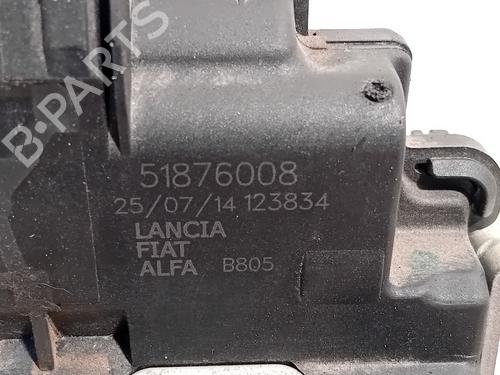 B-PARTS
51876008
25/07/14 123834
LANCIA
FIAT
ALFA B805